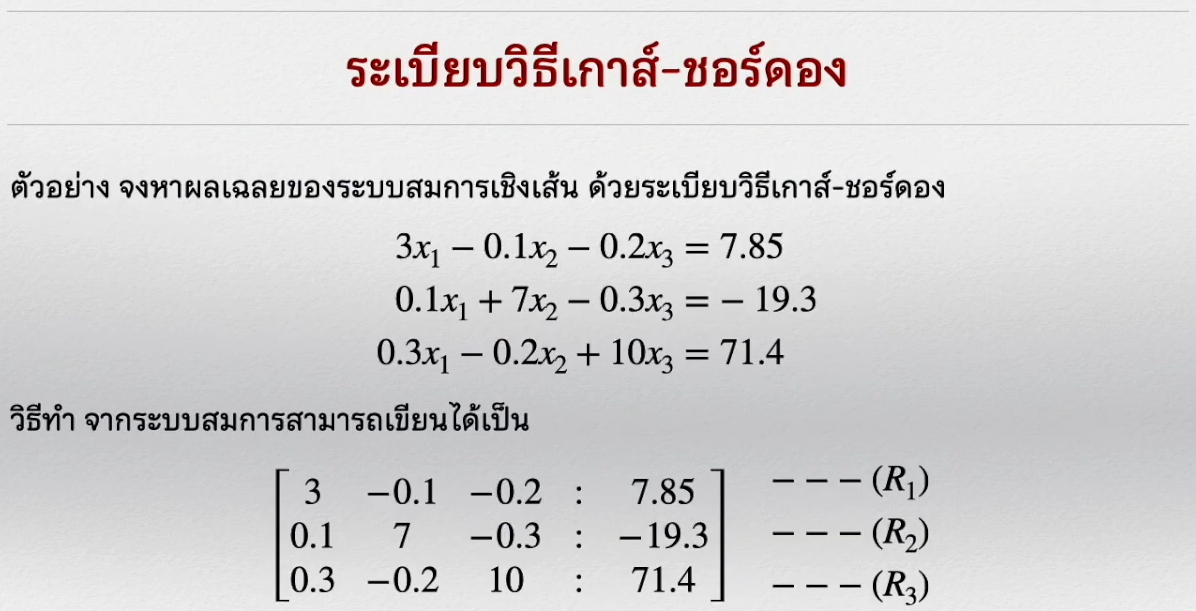 ระเบียบวิธีเกาส์-ชอร์ดอง
ตัวอย่าง จงหาผลเฉลยของระบบสมการเชิงเส้น ด้วยระเบียบวิธีเกาส์-ชอร์ดอง
3x₁ − 0.1x₂ − 0.2x₃ = 7.85
0.1x₁ + 7x₂ − 0.3x₃ = − 19.3
0.3x₁ − 0.2x₂ + 10x₃ = 71.4
วิธีทำ จากระบบสมการสามารถเขียนได้เป็น
[ 3 −0.1 −0.2 : 7.85 ] − − − (R₁)
[ 0.1 7 −0.3 : −19.3 ] − − − (R₂)
[ 0.3 −0.2 10 : 71.4 ] − − − (R₃)